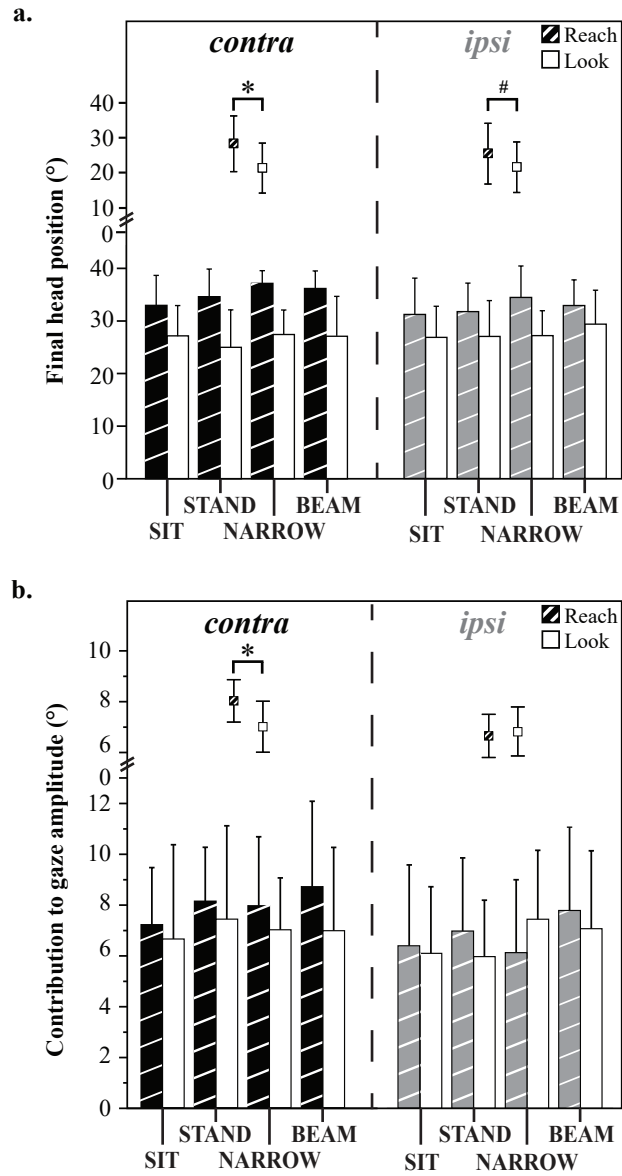 a.
contra
ipsi
Reach
Look
*
#
Final head position (°)
40
30
20
10
0
40
30
20
10
0
STAND BEAM STAND BEAM
SIT NARROW SIT NARROW
b.
contra
ipsi
Reach
Look
*
Contribution to gaze amplitude (°)
10
8
6
0
12
10
8
6
4
2
0
STAND BEAM STAND BEAM
SIT NARROW SIT NARROW